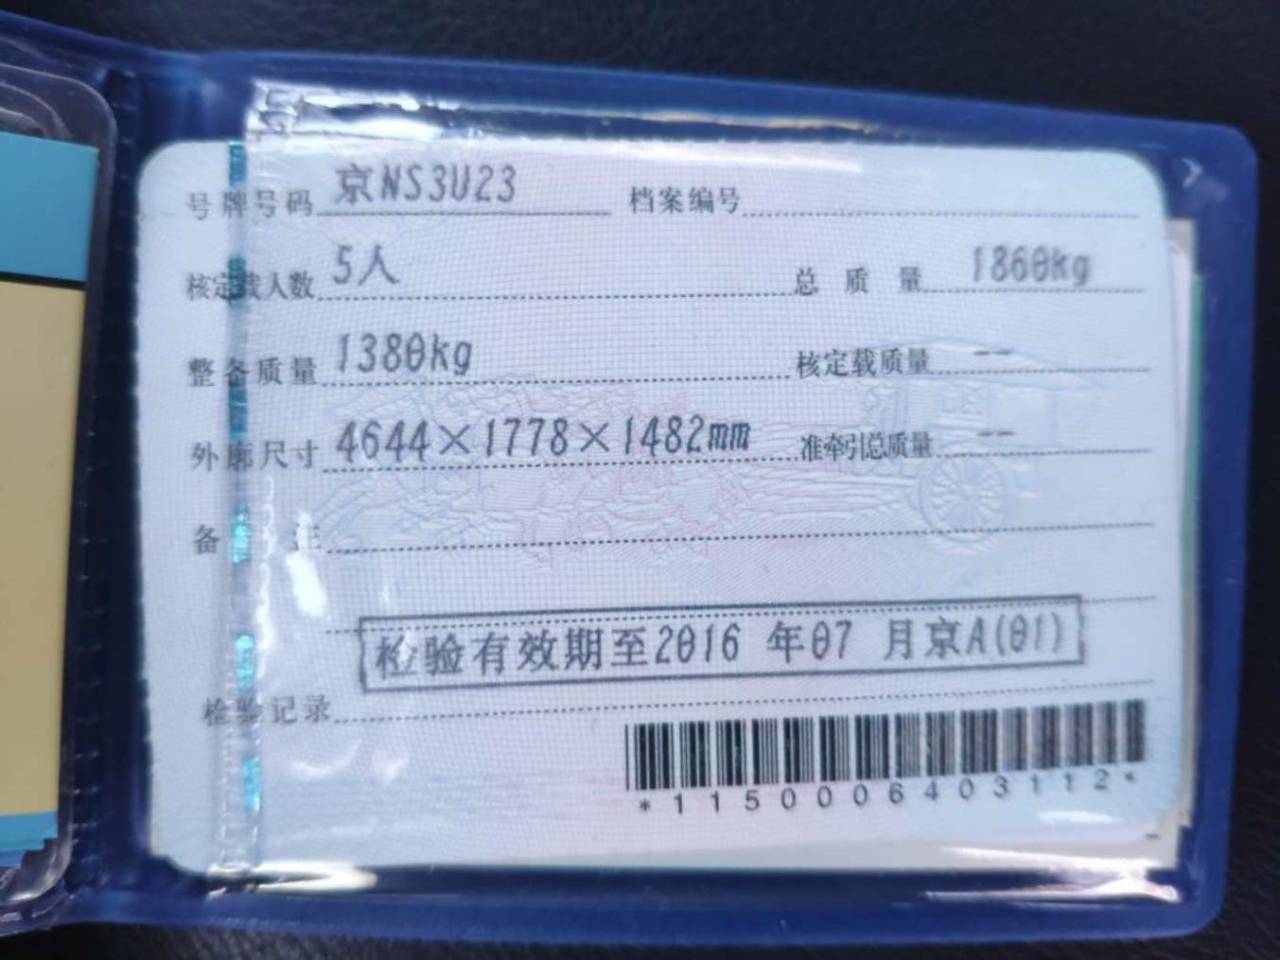 号牌号码 京NS3U23 档案编号
核定载人数 5人 总质量 1860kg
整备质量 1380kg 核定载质量 --
外廓尺寸 4644×1778×1482mm 准牵引总质量 --
备注
检验有效期至2016 年07 月京A(01)
检验记录
*1150006403112*